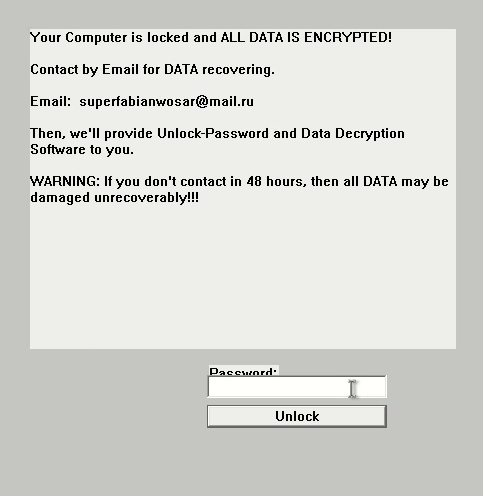 Your Computer is locked and ALL DATA IS ENCRYPTED!
Contact by Email for DATA recovering.
Email: superfabianwosar@mail.ru
Then, we'll provide Unlock-Password and Data Decryption
Software to you.
WARNING: If you don't contact in 48 hours, then all DATA may be
damaged unrecoverably!!!
Password:
Unlock